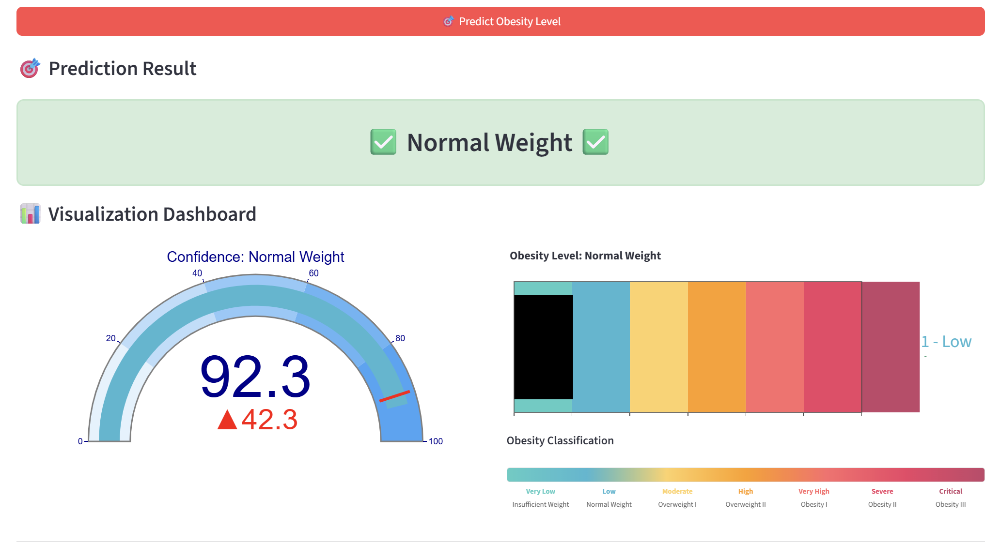 Predict Obesity Level
Prediction Result
Normal Weight
Visualization Dashboard
Confidence: Normal Weight
0
20
40
60
80
100
92.3
▲42.3
Obesity Level: Normal Weight
1 - Low
-
Obesity Classification
Very Low Low Moderate High Very High Severe Critical
Insufficient Weight Normal Weight Overweight I Overweight II Obesity I Obesity II Obesity III